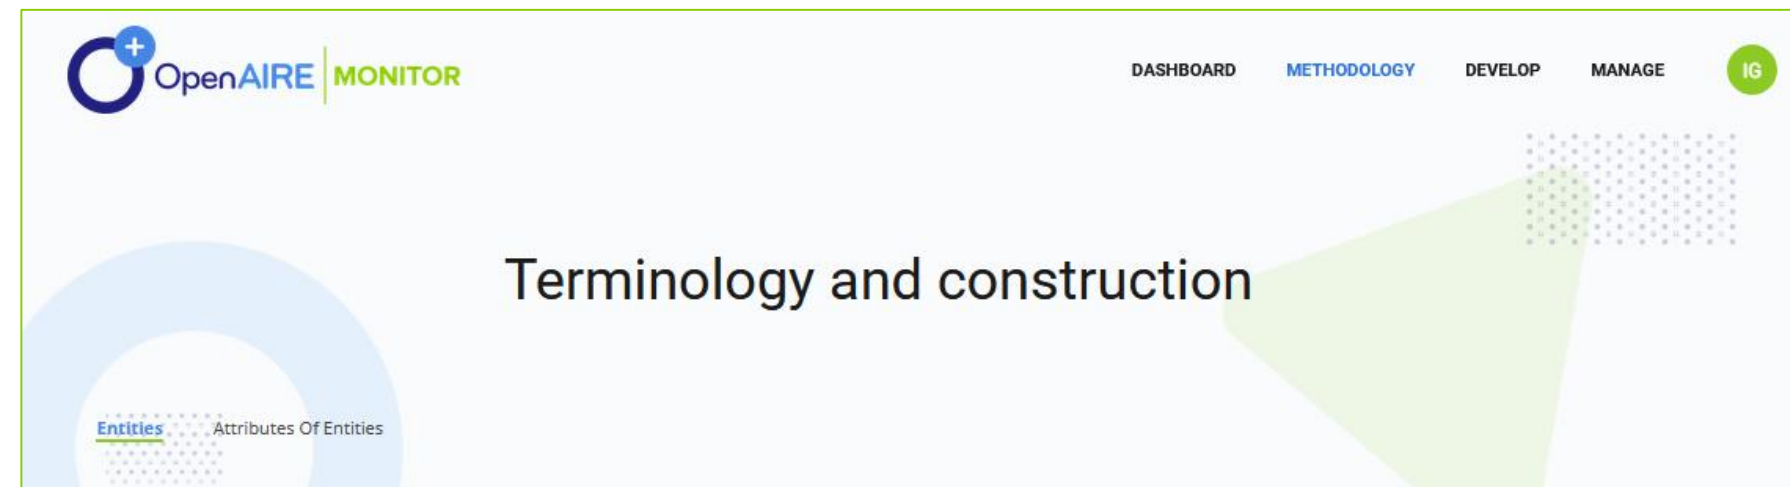 OpenAIRE MONITOR
DASHBOARD METHODOLOGY DEVELOP MANAGE IG
Terminology and construction
Entities Attributes Of Entities